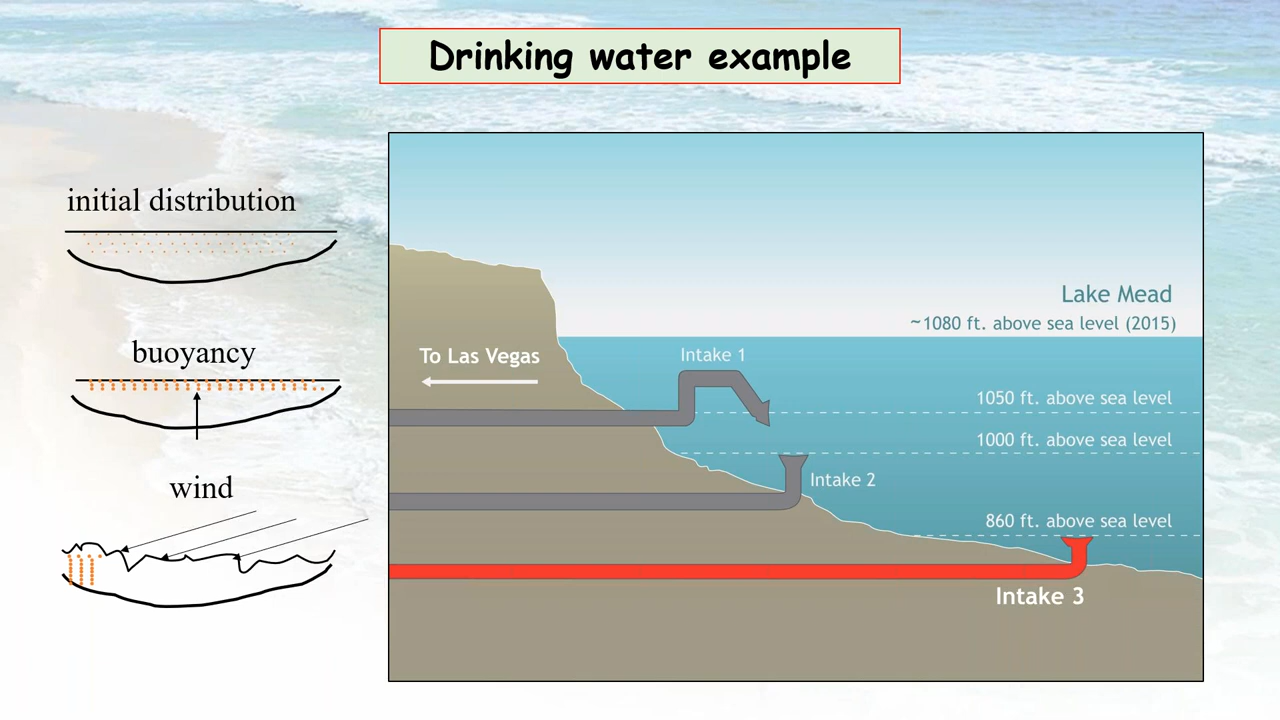 Drinking water example
initial distribution
buoyancy
wind
Lake Mead
~1080 ft. above sea level (2015)
To Las Vegas
Intake 1
1050 ft. above sea level
1000 ft. above sea level
Intake 2
860 ft. above sea level
Intake 3